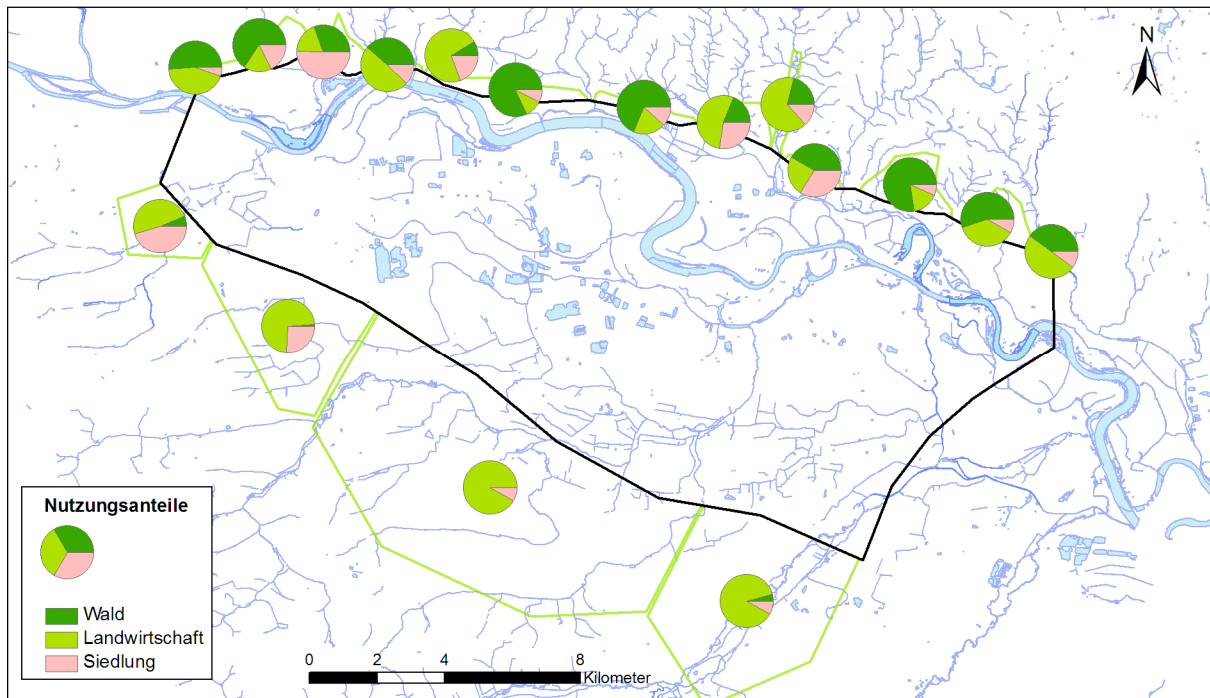 N
Nutzungsanteile
Wald
Landwirtschaft
Siedlung
0 2 4 8
Kilometer